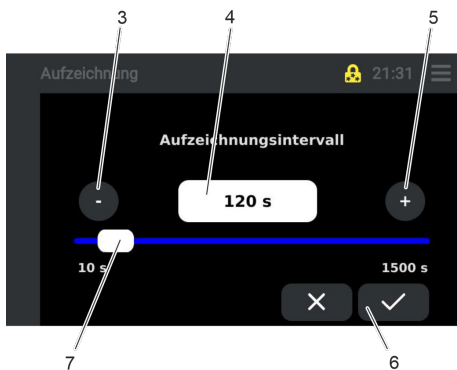 3 4 5
Aufzeichnung 21:31
Aufzeichnungsintervall
- 120 s +
10 s 1500 s
7 6